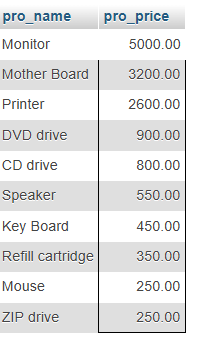 pro_name pro_price
Monitor 5000.00
Mother Board 3200.00
Printer 2600.00
DVD drive 900.00
CD drive 800.00
Speaker 550.00
Key Board 450.00
Refill cartridge 350.00
Mouse 250.00
ZIP drive 250.00